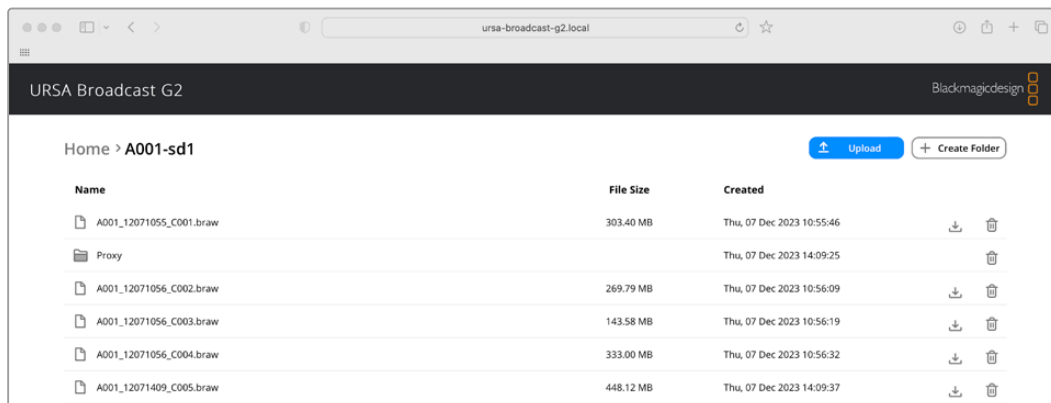 ursa-broadcast-g2.local
URSA Broadcast G2
Blackmagicdesign
Home > A001-sd1
Upload
+ Create Folder
Name File Size Created
A001_12071055_C001.braw 303.40 MB Thu, 07 Dec 2023 10:55:46
Proxy Thu, 07 Dec 2023 14:09:25
A001_12071056_C002.braw 269.79 MB Thu, 07 Dec 2023 10:56:09
A001_12071056_C003.braw 143.58 MB Thu, 07 Dec 2023 10:56:19
A001_12071056_C004.braw 333.00 MB Thu, 07 Dec 2023 10:56:32
A001_12071409_C005.braw 448.12 MB Thu, 07 Dec 2023 14:09:37